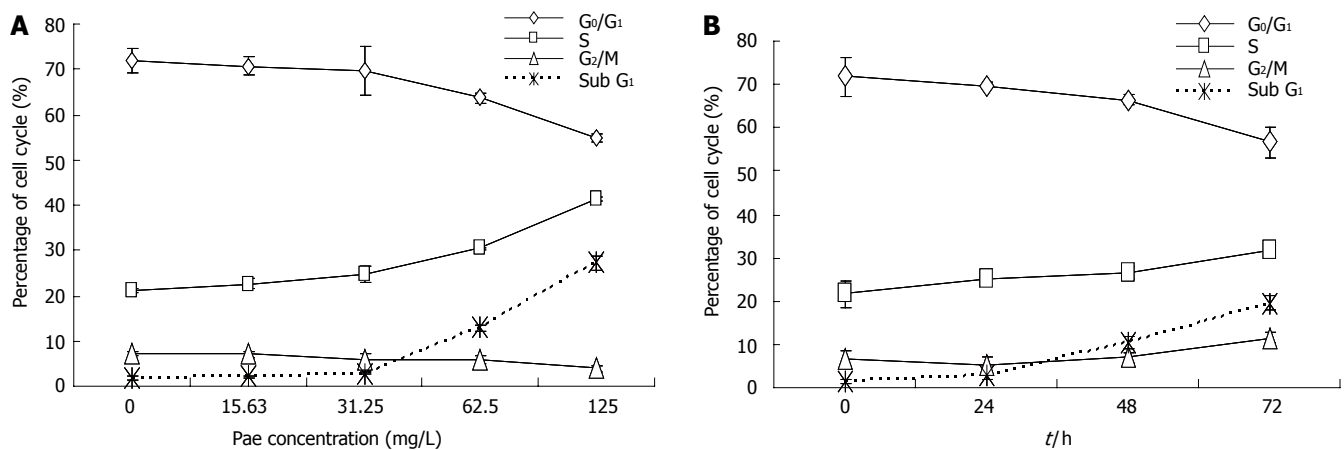 A
80
70
60
50
40
30
20
10
0
Percentage of cell cycle (%)
0 15.63 31.25 62.5 125
Pae concentration (mg/L)
G0/G1
S
G2/M
Sub G1
B
80
70
60
50
40
30
20
10
0
Percentage of cell cycle (%)
0 24 48 72
t/h
G0/G1
S
G2/M
Sub G1